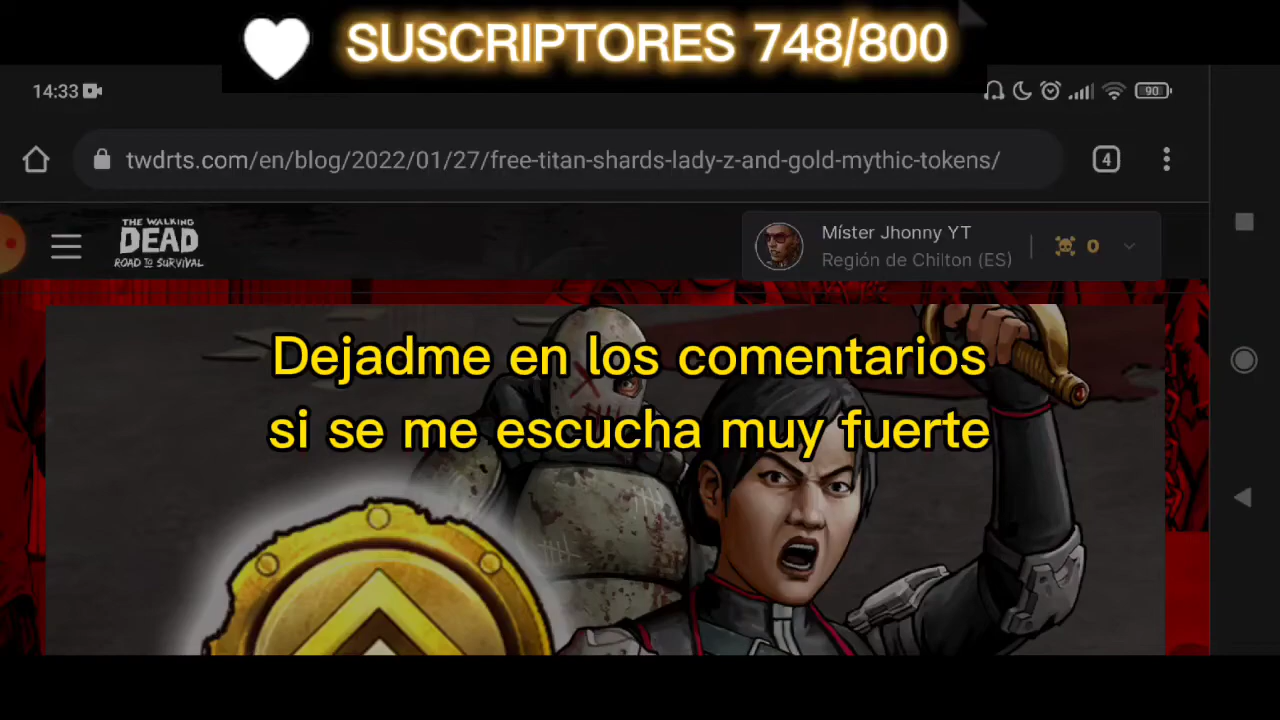 SUSCRIPTORES 748/800
14:33
90
twdrts.com/en/blog/2022/01/27/free-titan-shards-lady-z-and-gold-mythic-tokens/
4
THE WALKING
DEAD
ROAD TO SURVIVAL
Míster Jhonny YT
Región de Chilton (ES)
0
Dejadme en los comentarios
si se me escucha muy fuerte